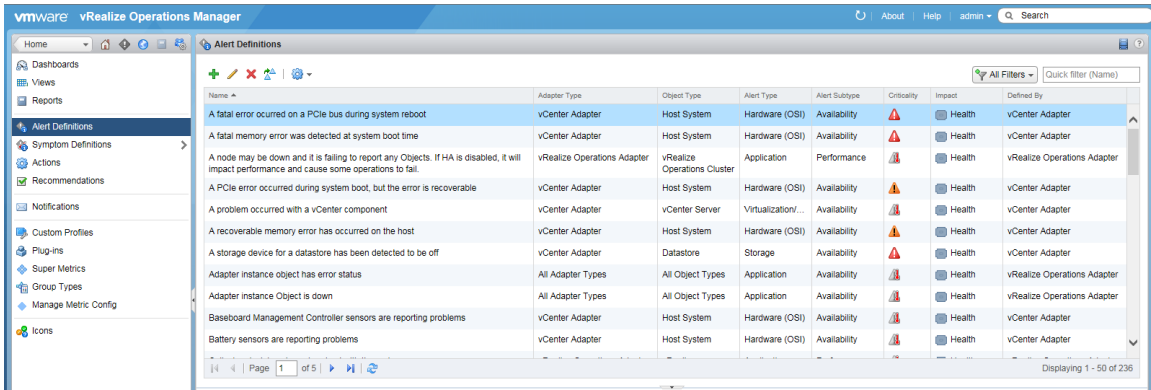 vmware vRealize Operations Manager
About Help admin Search
Home
Dashboards
Views
Reports
Alert Definitions
Symptom Definitions
Actions
Recommendations
Notifications
Custom Profiles
Plug-ins
Super Metrics
Group Types
Manage Metric Config
Icons
Alert Definitions
All Filters Quick filter (Name)
Name Adapter Type Object Type Alert Type Alert Subtype Criticality Impact Defined By
A fatal error ocurred on a PCIe bus during system reboot vCenter Adapter Host System Hardware (OSI) Availability Health vCenter Adapter
A fatal memory error was detected at system boot time vCenter Adapter Host System Hardware (OSI) Availability Health vCenter Adapter
A node may be down and it is failing to report any Objects. If HA is disabled, it will vRealize Operations Adapter vRealize Application Performance Health vRealize Operations Adapter
impact performance and cause some operations to fail. Operations Cluster
A PCIe error occurred during system boot, but the error is recoverable vCenter Adapter Host System Hardware (OSI) Availability Health vCenter Adapter
A problem occurred with a vCenter component vCenter Adapter vCenter Server Virtualization/... Availability Health vCenter Adapter
A recoverable memory error has occurred on the host vCenter Adapter Host System Hardware (OSI) Availability Health vCenter Adapter
A storage device for a datastore has been detected to be off vCenter Adapter Datastore Storage Availability Health vCenter Adapter
Adapter instance object has error status All Adapter Types All Object Types Application Availability Health vRealize Operations Adapter
Adapter instance Object is down All Adapter Types All Object Types Application Availability Health vRealize Operations Adapter
Baseboard Management Controller sensors are reporting problems vCenter Adapter Host System Hardware (OSI) Availability Health vCenter Adapter
Battery sensors are reporting problems vCenter Adapter Host System Hardware (OSI) Availability Health vCenter Adapter
Page 1 of 5 Displaying 1 - 50 of 236